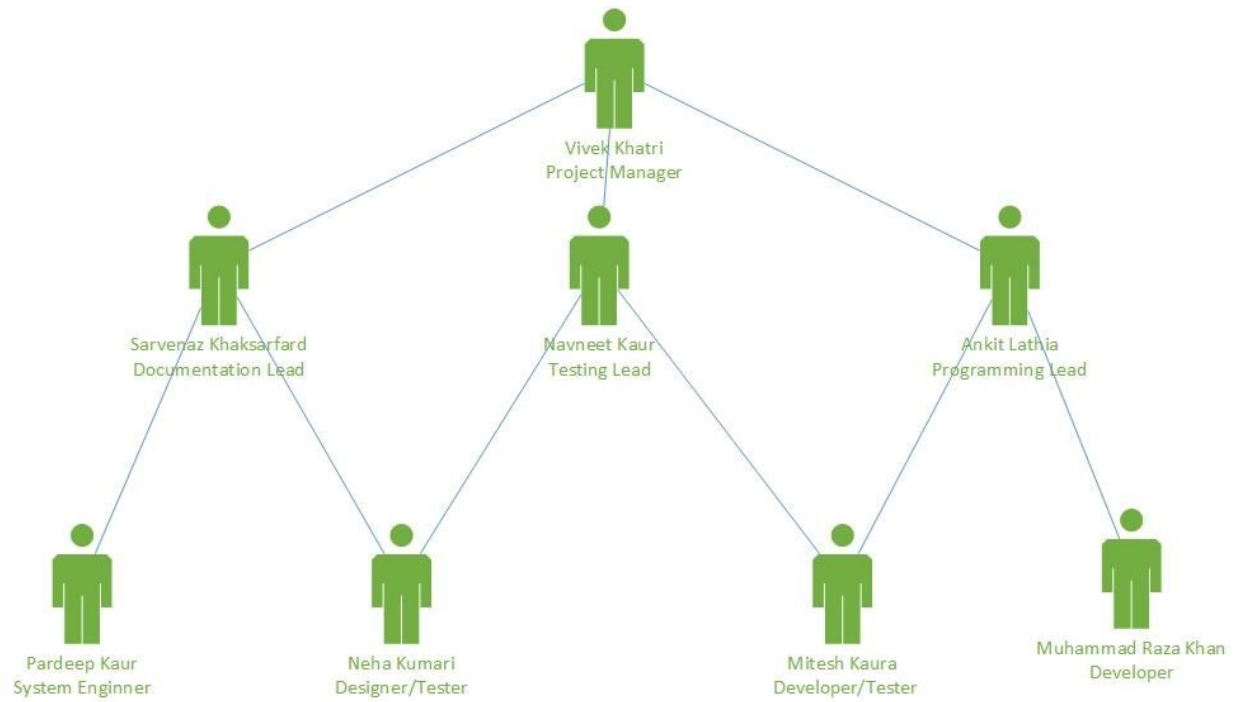 Vivek Khatri
Project Manager
Sarvenaz Khaksarfard
Documentation Lead
Navneet Kaur
Testing Lead
Ankit Lathia
Programming Lead
Pardeep Kaur
System Enginner
Neha Kumari
Designer/Tester
Mitesh Kaura
Developer/Tester
Muhammad Raza Khan
Developer